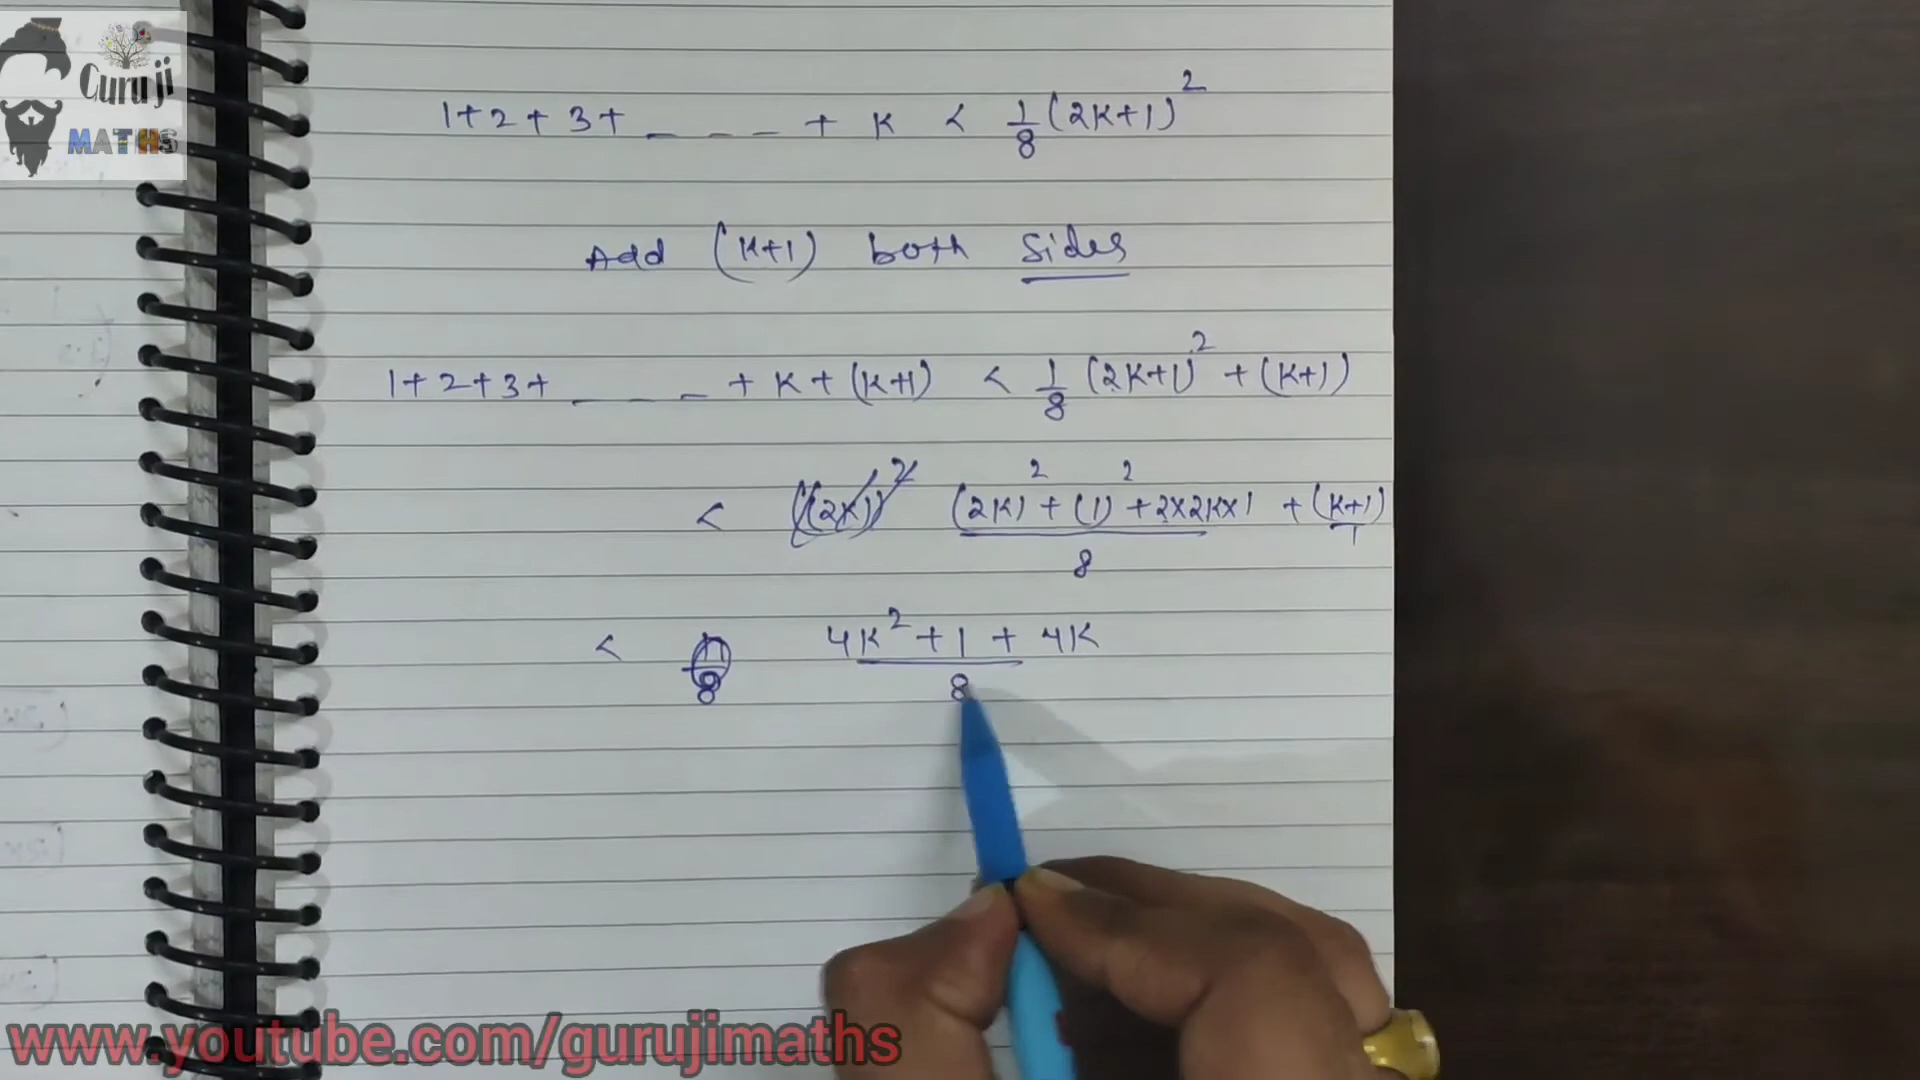 Guruji
MATHS
1+2+3+ _ _ _ + K < 1/8 (2K+1)²
Add (K+1) both sides
1+2+3+ _ _ _ + K + (K+1) < 1/8 (2K+1)² + (K+1)
< ((2K))² ((2K)² + (1)² + 2×2K×1)/8 + (K+1)/1
< (4K² + 1 + 4K)/8
www.youtube.com/gurujimaths